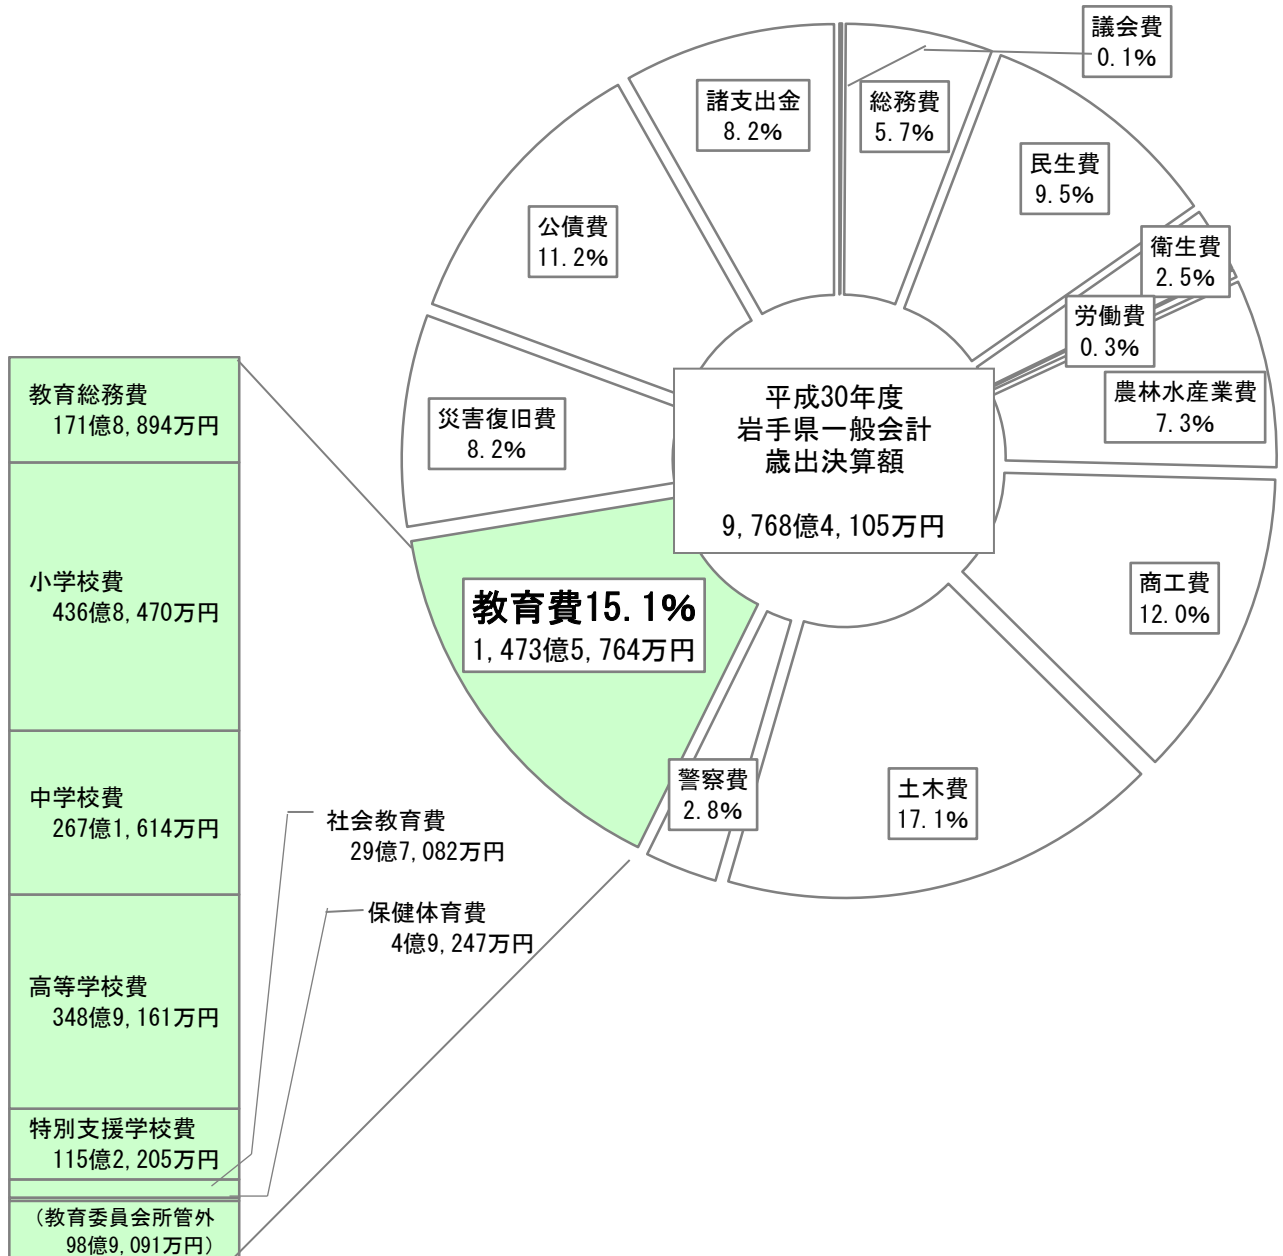 議会費
0.1%
総務費
5.7%
民生費
9.5%
衛生費
2.5%
労働費
0.3%
農林水産業費
7.3%
商工費
12.0%
土木費
17.1%
警察費
2.8%
教育費15.1%
1,473億5,764万円
災害復旧費
8.2%
公債費
11.2%
諸支出金
8.2%
平成30年度
岩手県一般会計
歳出決算額
9,768億4,105万円
教育総務費
171億8,894万円
小学校費
436億8,470万円
中学校費
267億1,614万円
高等学校費
348億9,161万円
特別支援学校費
115億2,205万円
社会教育費
29億7,082万円
保健体育費
4億9,247万円
(教育委員会所管外
98億9,091万円)